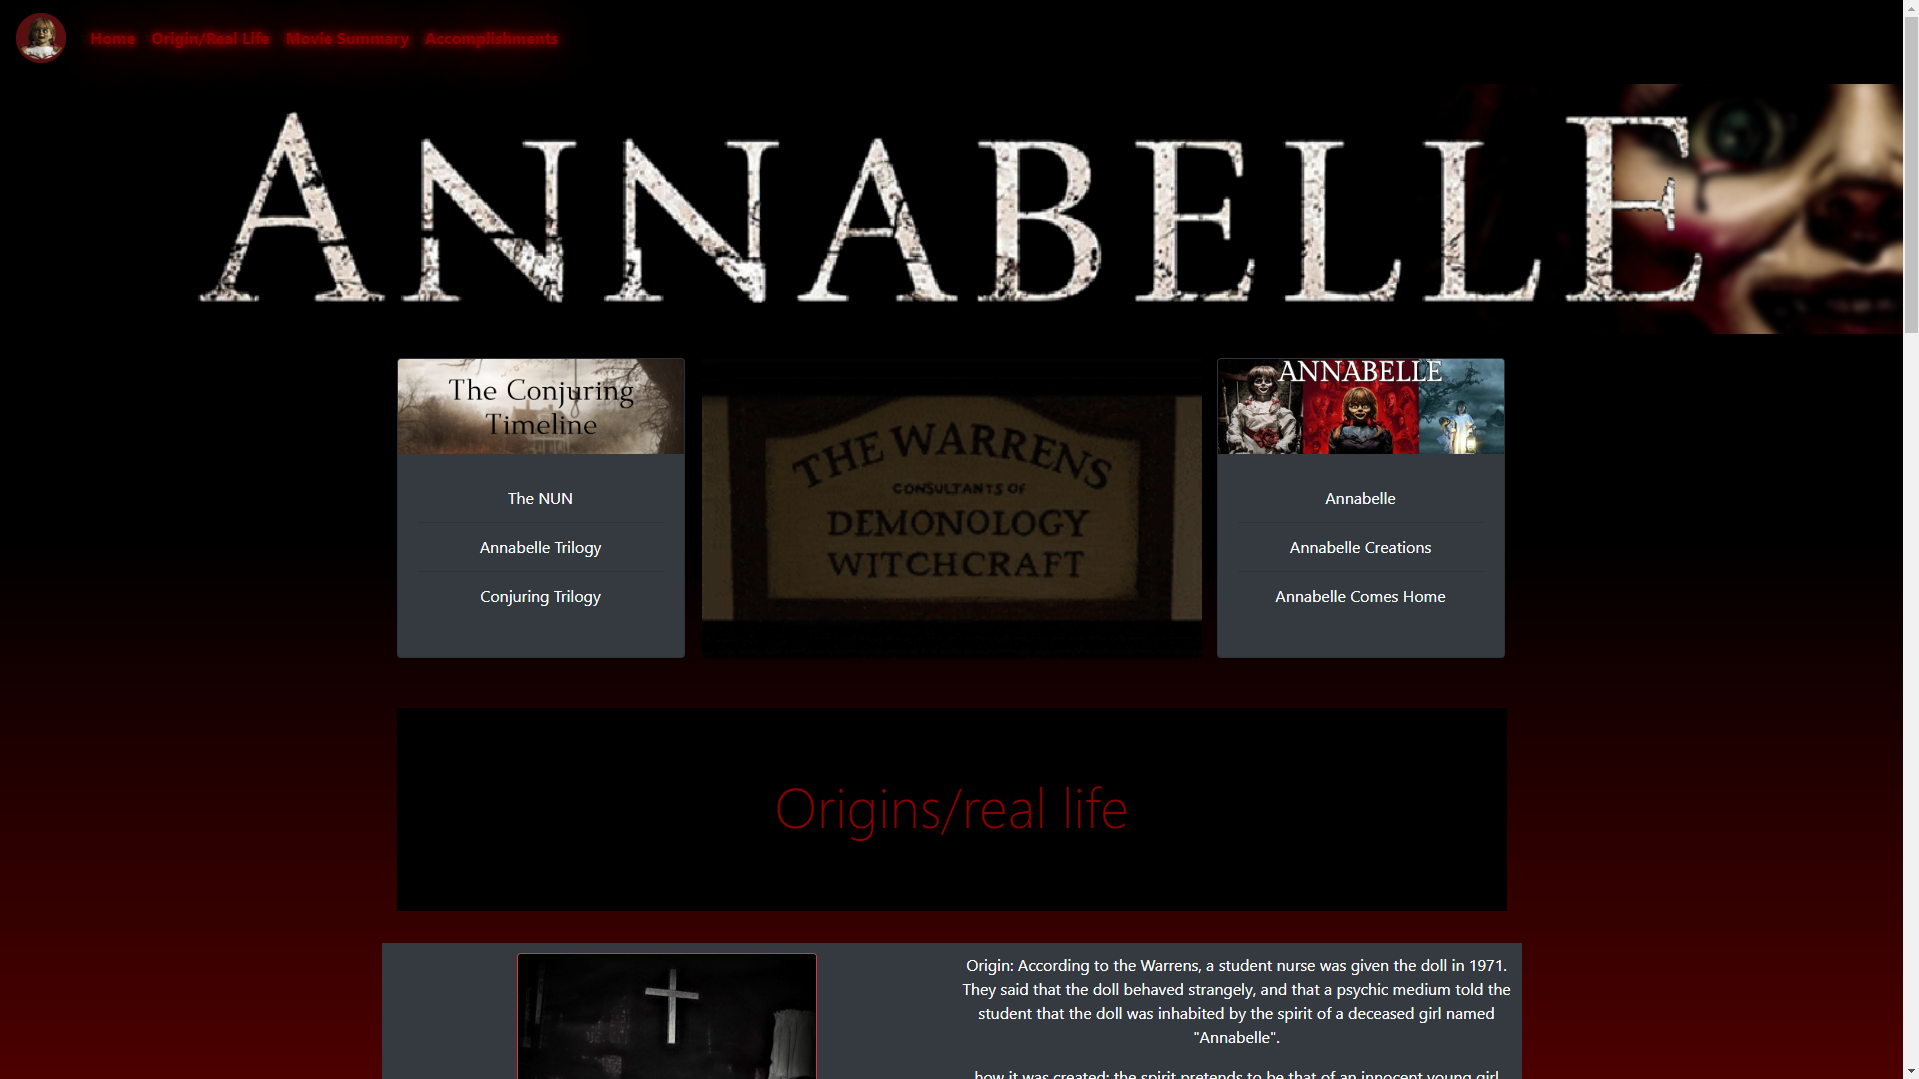 Home Origin/Real Life Movie Summary Accomplishments
ANNABELLE
The Conjuring
Timeline
The NUN
Annabelle Trilogy
Conjuring Trilogy
THE WARRENS
CONSULTANTS OF
DEMONOLOGY
WITCHCRAFT
ANNABELLE
Annabelle
Annabelle Creations
Annabelle Comes Home
Origins/real life
Origin: According to the Warrens, a student nurse was given the doll in 1971.
They said that the doll behaved strangely, and that a psychic medium told the
student that the doll was inhabited by the spirit of a deceased girl named
"Annabelle".
how it was created: the spirit pretends to be that of an innocent young girl